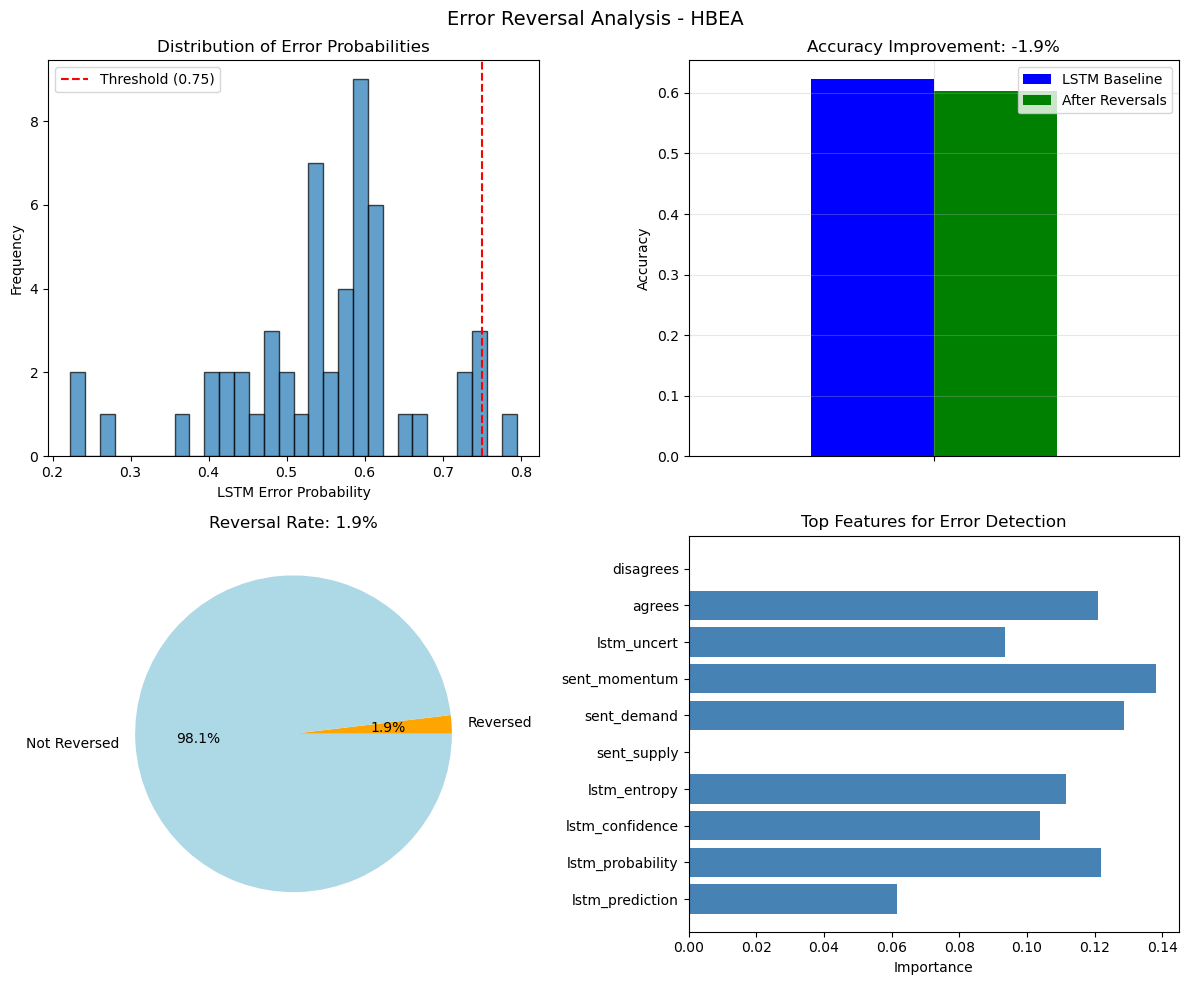 Error Reversal Analysis - HBEA
Distribution of Error Probabilities
Threshold (0.75)
Frequency
8
6
4
2
0
0.2 0.3 0.4 0.5 0.6 0.7 0.8
LSTM Error Probability
Accuracy Improvement: -1.9%
LSTM Baseline
After Reversals
Accuracy
0.6
0.5
0.4
0.3
0.2
0.1
0.0
Reversal Rate: 1.9%
Reversed
1.9%
98.1%
Not Reversed
Top Features for Error Detection
disagrees
agrees
lstm_uncert
sent_momentum
sent_demand
sent_supply
lstm_entropy
lstm_confidence
lstm_probability
lstm_prediction
0.00 0.02 0.04 0.06 0.08 0.10 0.12 0.14
Importance